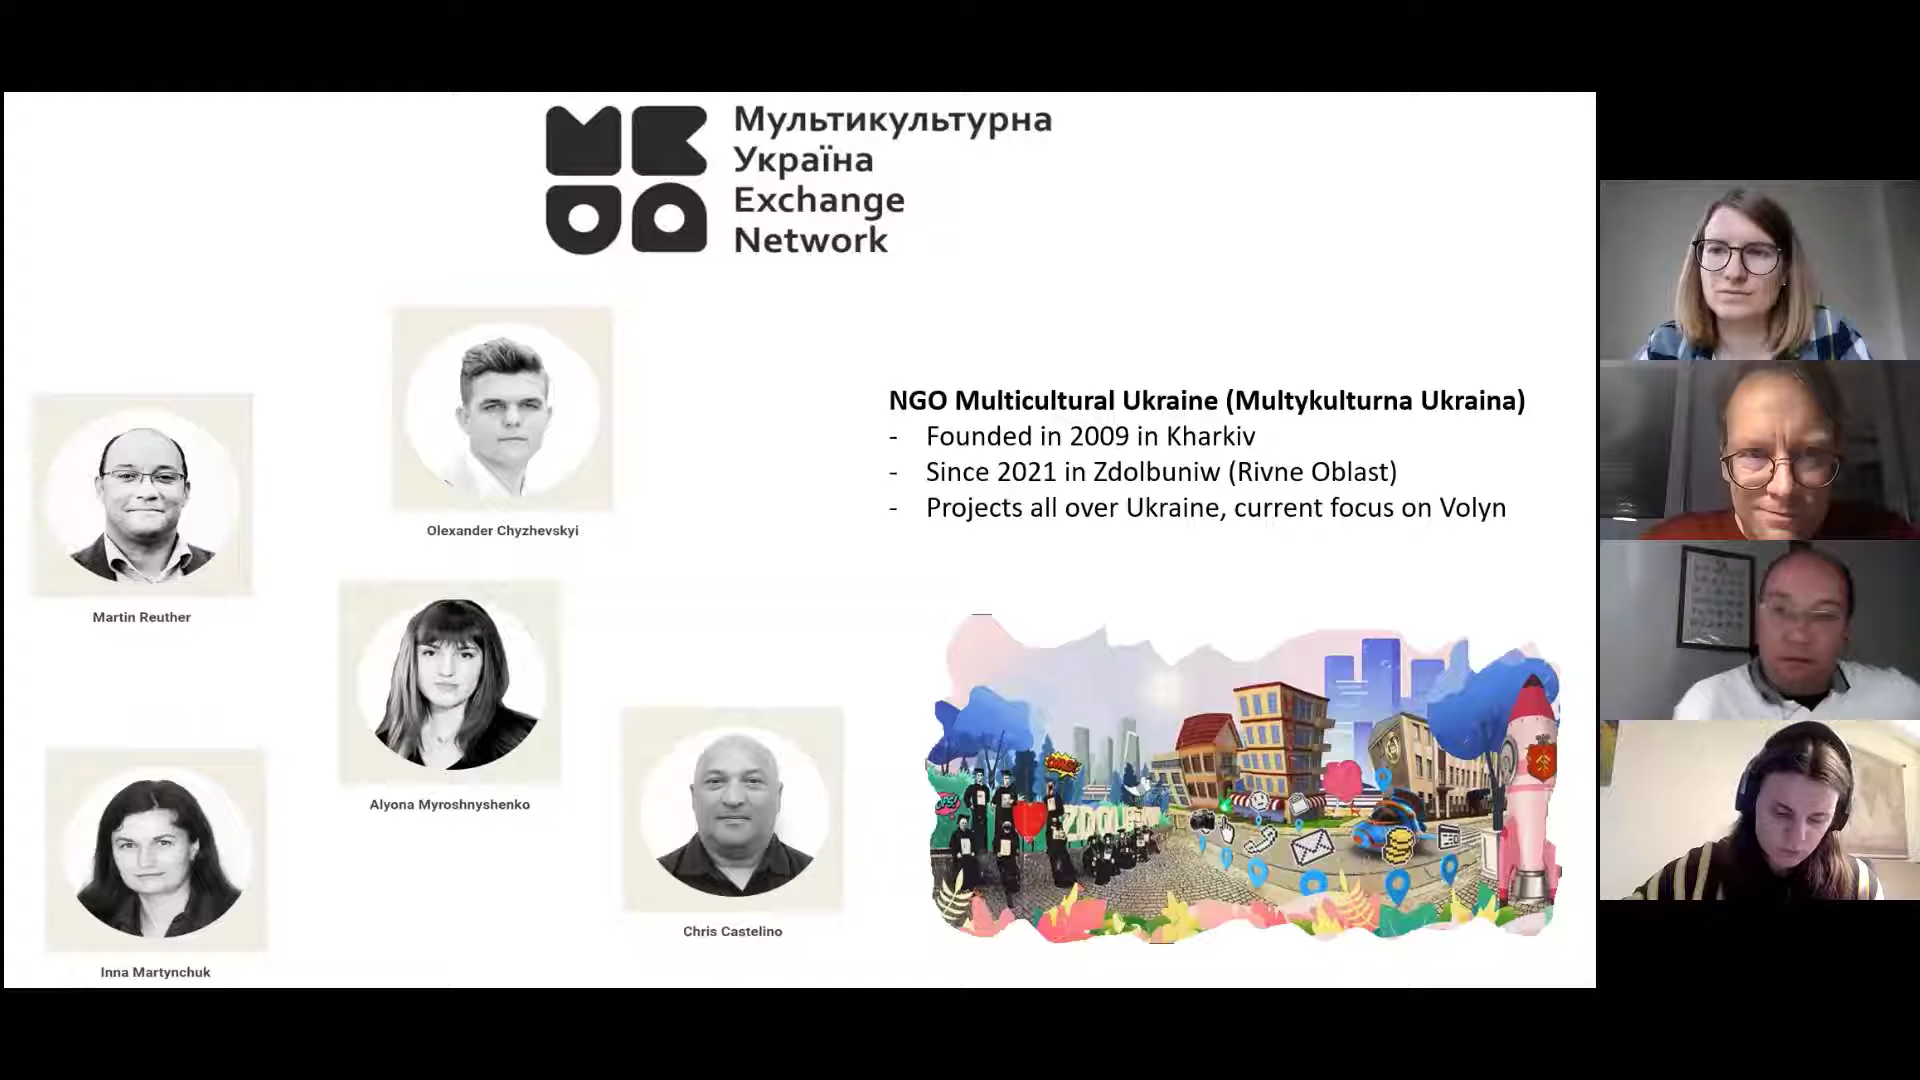 Мультикультурна
Україна
Exchange
Network
Olexander Chyzhevskyi
Martin Reuther
Alyona Myroshnyshenko
Chris Castelino
Inna Martynchuk
NGO Multicultural Ukraine (Multykulturna Ukraina)
- Founded in 2009 in Kharkiv
- Since 2021 in Zdolbuniw (Rivne Oblast)
- Projects all over Ukraine, current focus on Volyn
OMG!